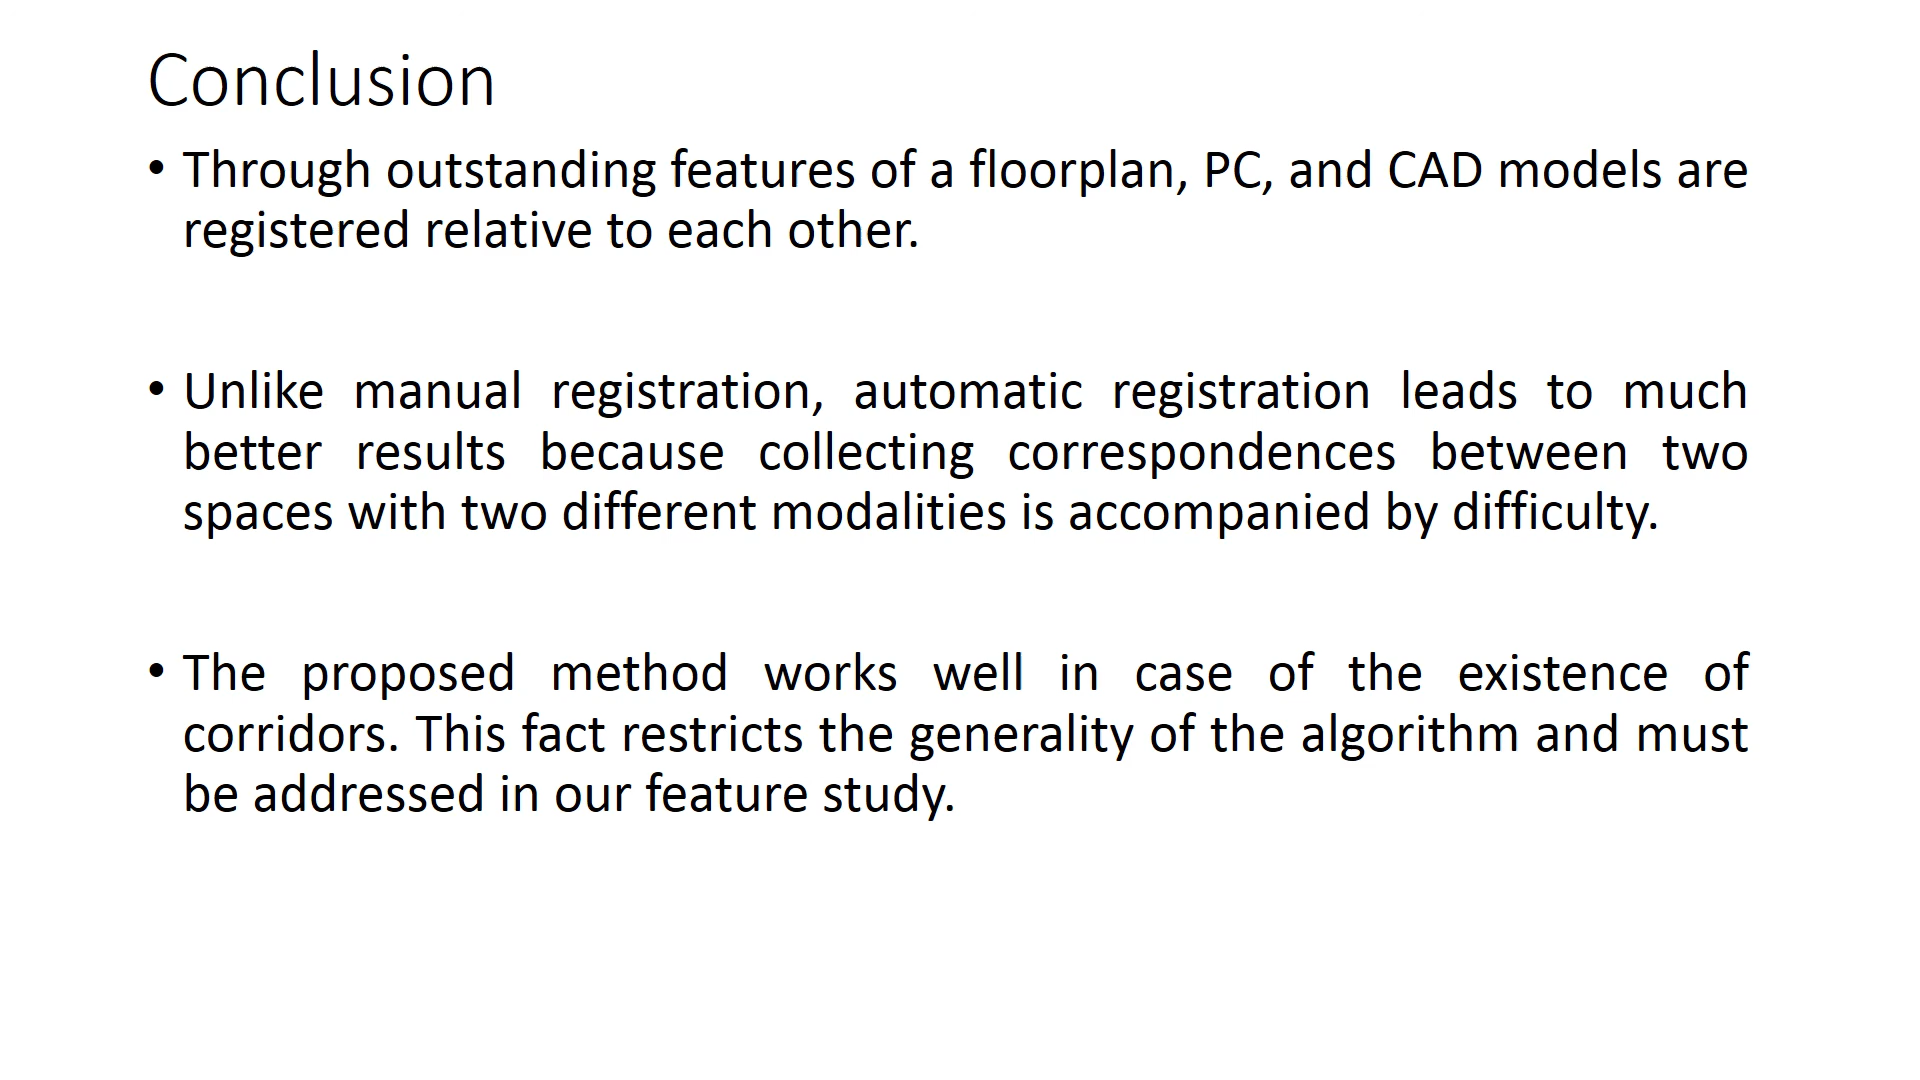 Conclusion
• Through outstanding features of a floorplan, PC, and CAD models are
registered relative to each other.
• Unlike manual registration, automatic registration leads to much
better results because collecting correspondences between two
spaces with two different modalities is accompanied by difficulty.
• The proposed method works well in case of the existence of
corridors. This fact restricts the generality of the algorithm and must
be addressed in our feature study.